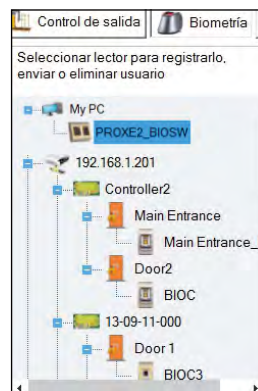 Control de salida Biometría
Seleccionar lector para registrarlo,
enviar o eliminar usuario
My PC
PROXE2_BIOSW
192.168.1.201
Controller2
Main Entrance
Main Entrance_
Door2
BIOC
13-09-11-000
Door 1
BIOC3